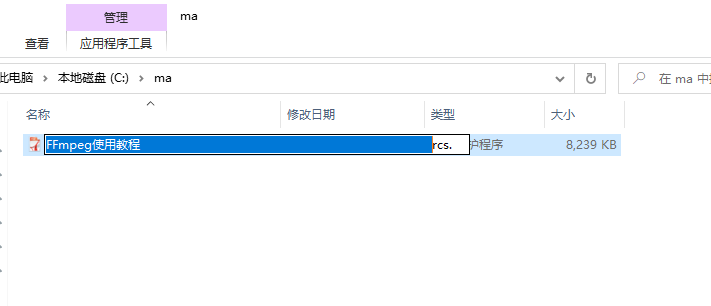 管理
ma
查看
应用程序工具
此电脑 > 本地磁盘 (C:) > ma
在 ma 中
名称
修改日期
类型
大小
FFmpeg使用教程 rcs.
护程序
8,239 KB